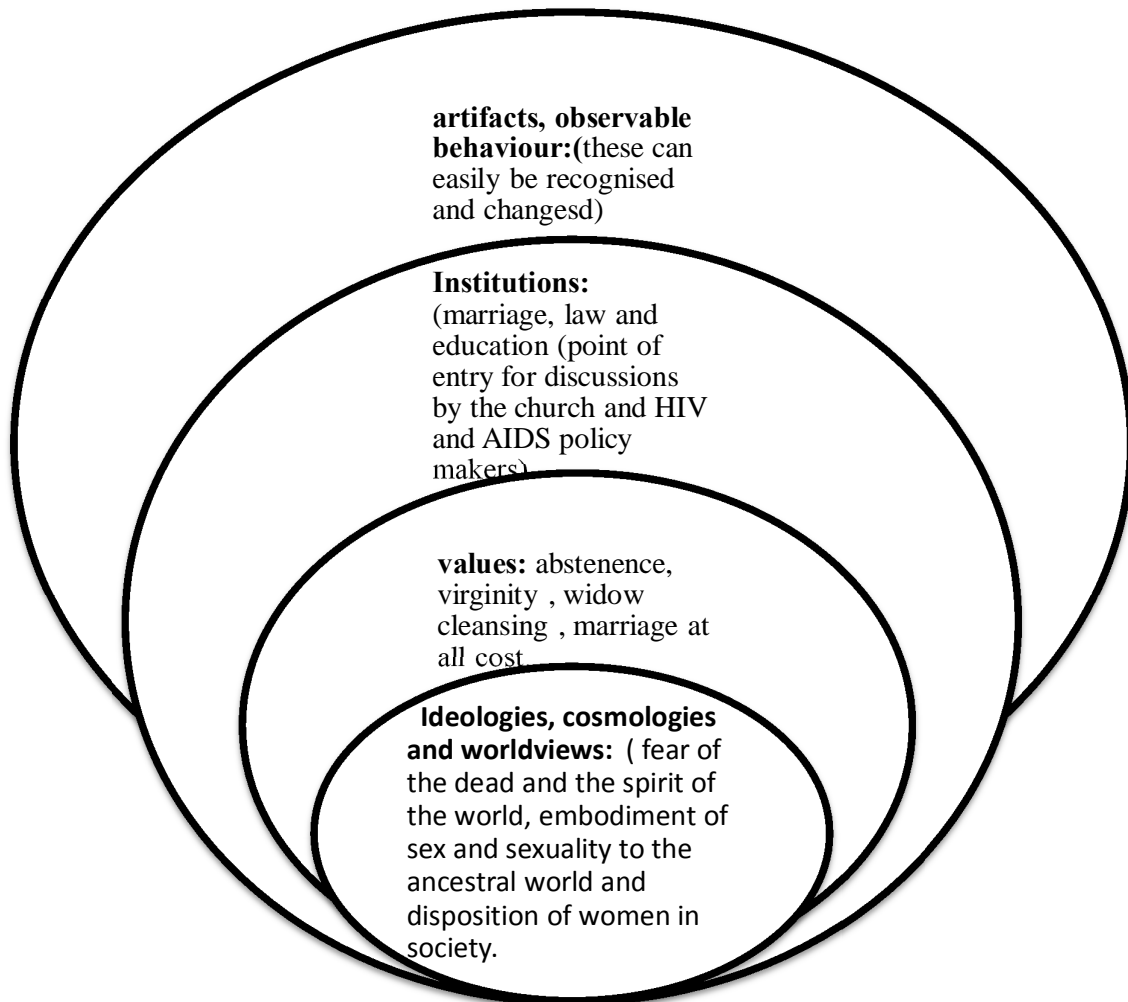 artifacts, observable
behaviour:(these can
easily be recognised
and changesd)
Institutions:
(marriage, law and
education (point of
entry for discussions
by the church and HIV
and AIDS policy
makers)
values: abstenence,
virginity , widow
cleansing , marriage at
all cost
Ideologies, cosmologies
and worldviews: ( fear of
the dead and the spirit of
the world, embodiment of
sex and sexuality to the
ancestral world and
disposition of women in
society.